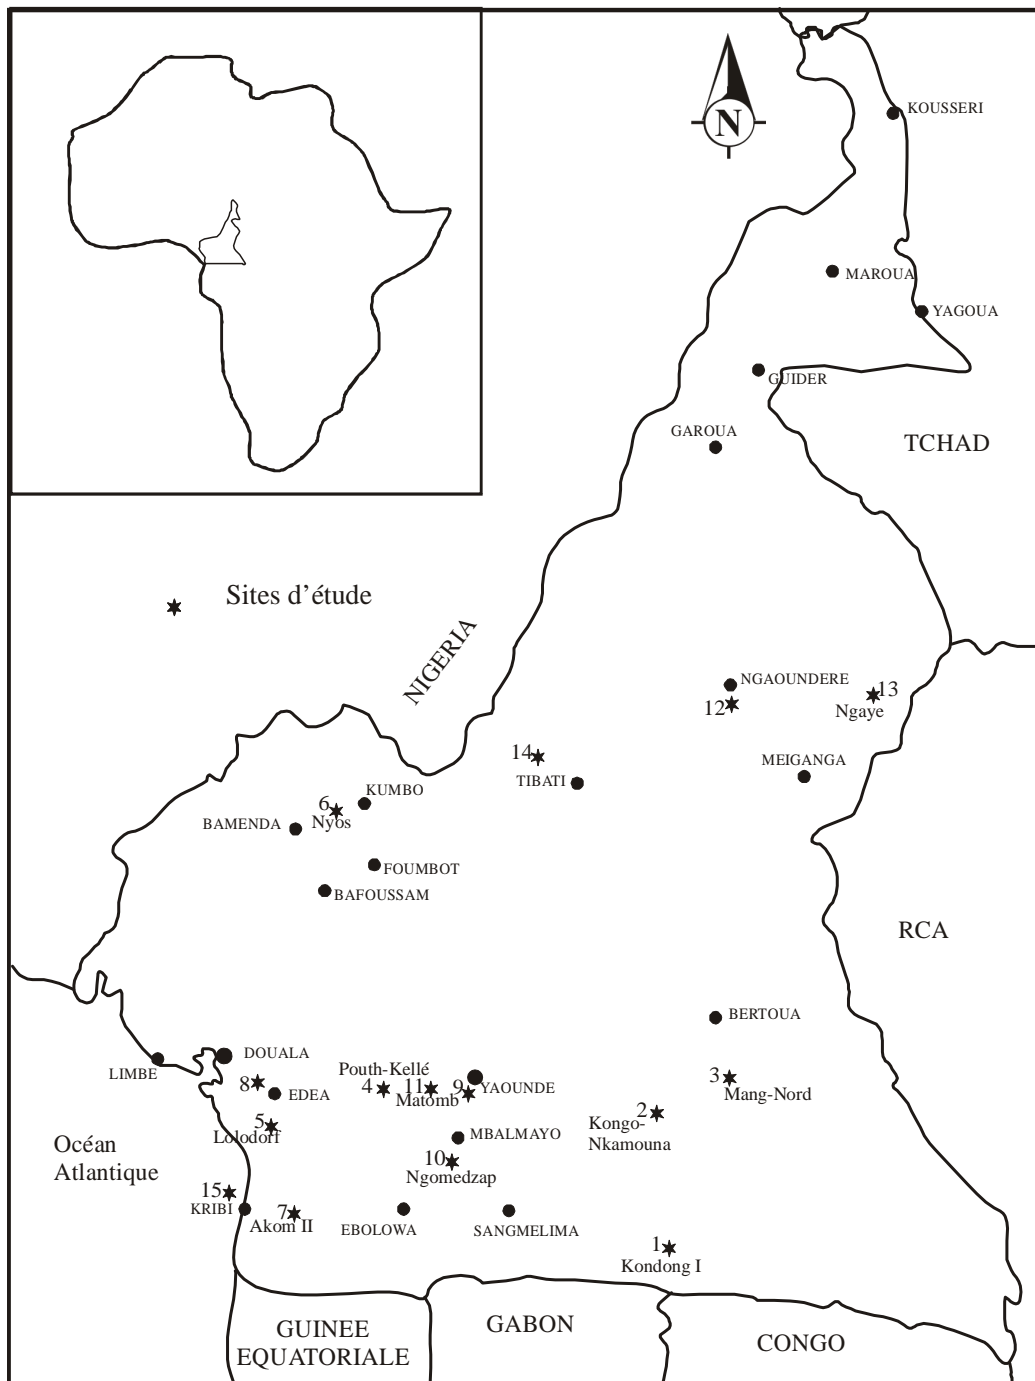 N
KOUSSERI
MAROUA
YAGOUA
GUIDER
GAROUA
TCHAD
Sites d'étude
NIGERIA
NGAOUNDERE
12
13
Ngaye
14
TIBATI
MEIGANGA
KUMBO
6
Nyos
BAMENDA
FOUMBOT
BAFOUSSAM
RCA
BERTOUA
DOUALA
LIMBE
Pouth-Kellé
8
EDEA
4
11
Matomb
9
YAOUNDE
3
Mang-Nord
5
Lolodorf
2
Kongo-
Nkamouna
MBALMAYO
Océan
Atlantique
10
Ngomedzap
15
KRIBI
7
Akom II
EBOLOWA
SANGMELIMA
1
Kondong I
GUINEE
EQUATORIALE
GABON
CONGO